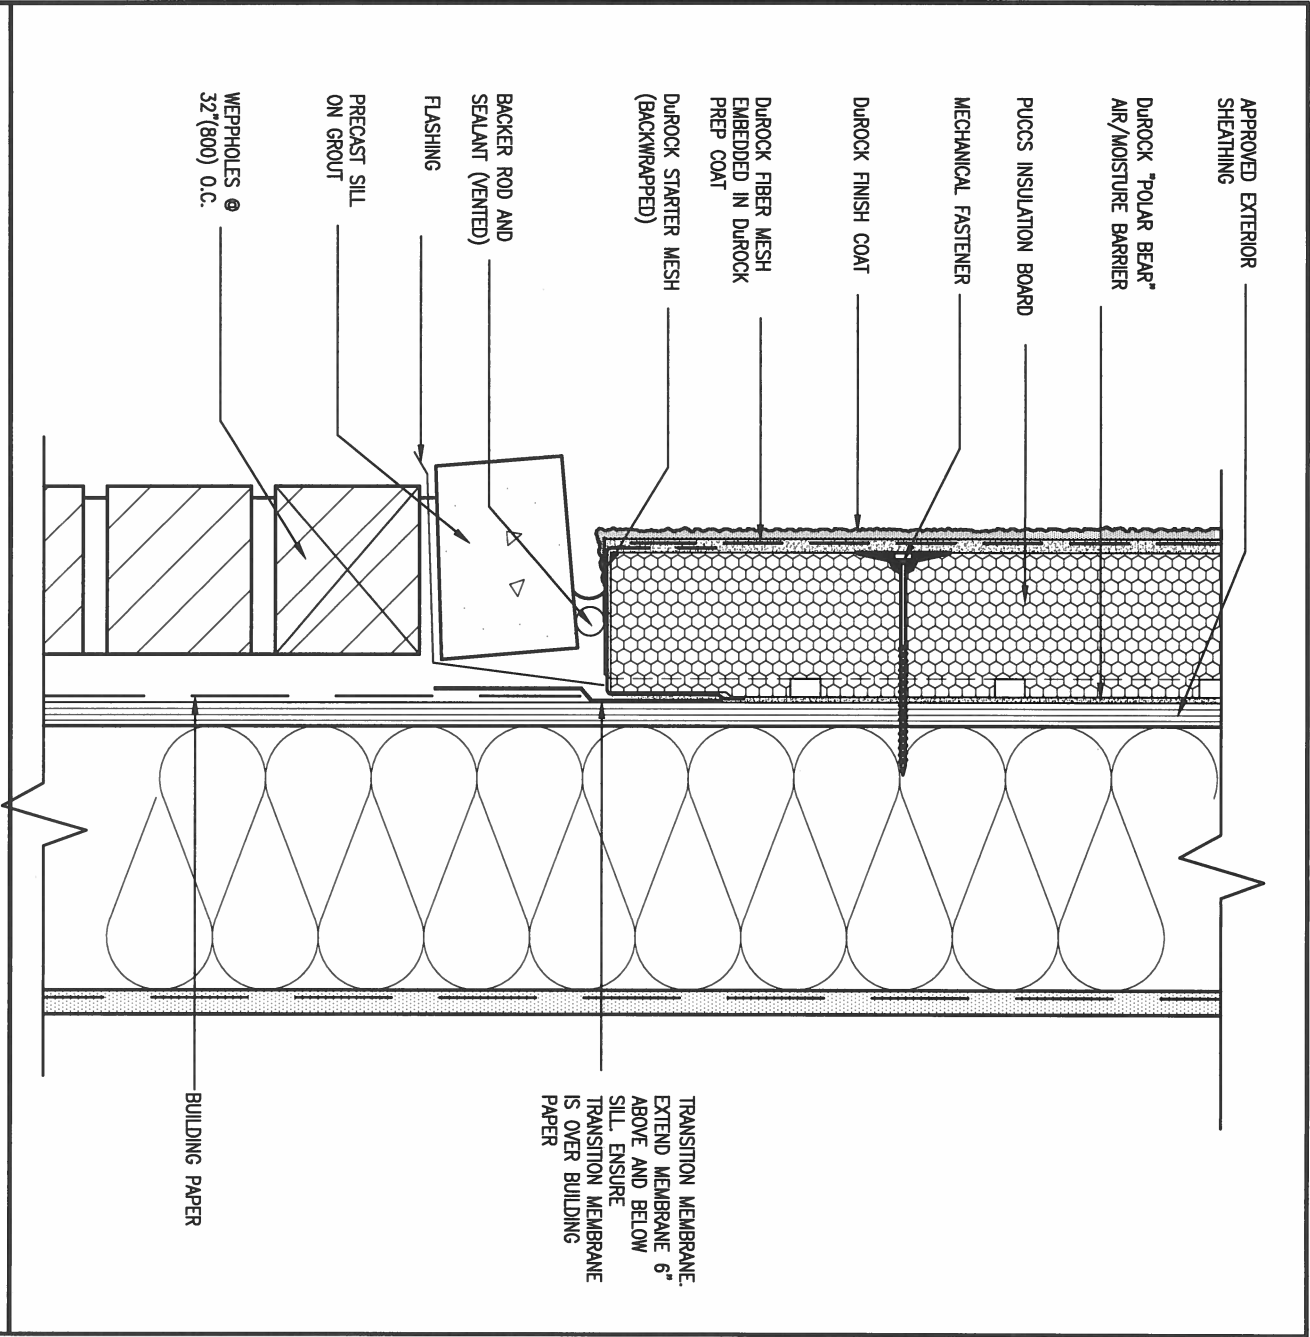 APPROVED EXTERIOR
SHEATHING
DuROCK "POLAR BEAR"
AIR/MOISTURE BARRIER
PUCCS INSULATION BOARD
MECHANICAL FASTENER
DuROCK FINISH COAT
DuROCK FIBER MESH
EMBEDDED IN DuROCK
PREP COAT
DuROCK STARTER MESH
(BACKWRAPPED)
BACKER ROD AND
SEALANT (VENTED)
FLASHING
PRECAST SILL
ON GROUT
WEPPHOLES @
32"(800) O.C.
TRANSITION MEMBRANE.
EXTEND MEMBRANE 6"
ABOVE AND BELOW
SILL. ENSURE
TRANSITION MEMBRANE
IS OVER BUILDING
PAPER
BUILDING PAPER